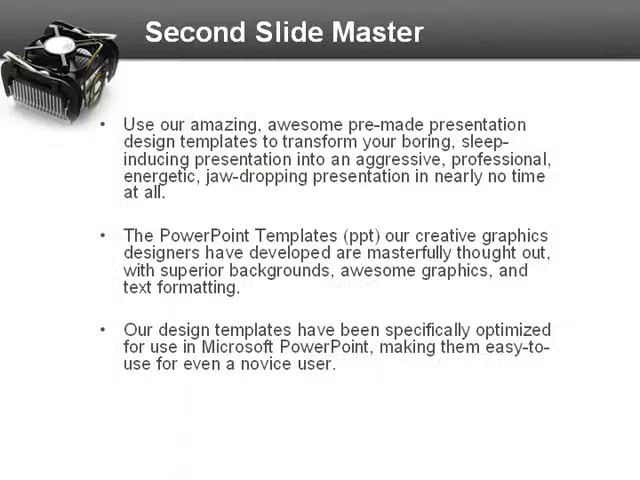 Second Slide Master
• Use our amazing, awesome pre-made presentation
design templates to transform your boring, sleep-
inducing presentation into an aggressive, professional,
energetic, jaw-dropping presentation in nearly no time
at all.
• The PowerPoint Templates (ppt) our creative graphics
designers have developed are masterfully thought out,
with superior backgrounds, awesome graphics, and
text formatting.
• Our design templates have been specifically optimized
for use in Microsoft PowerPoint, making them easy-to-
use for even a novice user.